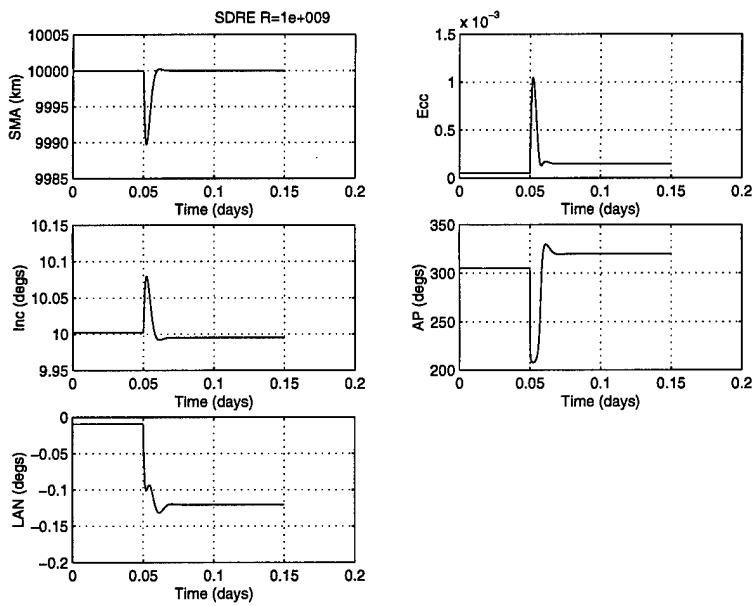 SDRE R=1e+009
10005
10000
9995
9990
9985
SMA (km)
0 0.05 0.1 0.15 0.2
Time (days)
x 10⁻³
1.5
1
0.5
0
Ecc
0 0.05 0.1 0.15 0.2
Time (days)
10.15
10.1
10.05
10
9.95
Inc (degs)
0 0.05 0.1 0.15 0.2
Time (days)
350
300
250
200
AP (degs)
0 0.05 0.1 0.15 0.2
Time (days)
0
−0.05
−0.1
−0.15
−0.2
LAN (degs)
0 0.05 0.1 0.15 0.2
Time (days)